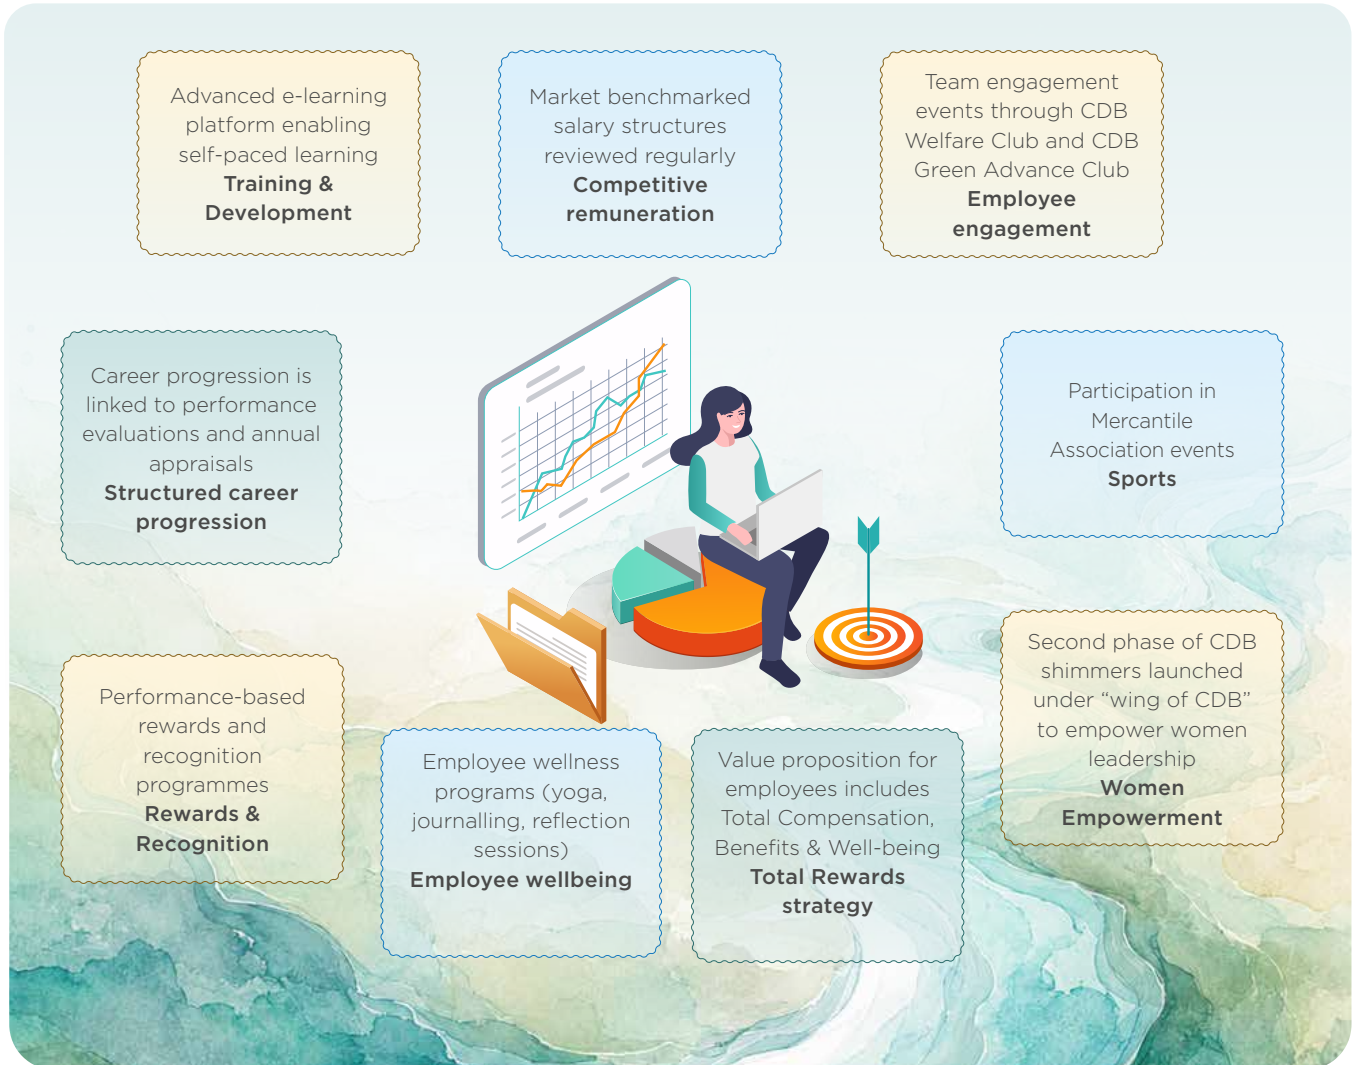 Advanced e-learning
platform enabling
self-paced learning
Training &
Development
Market benchmarked
salary structures
reviewed regularly
Competitive
remuneration
Team engagement
events through CDB
Welfare Club and CDB
Green Advance Club
Employee
engagement
Career progression is
linked to performance
evaluations and annual
appraisals
Structured career
progression
Participation in
Mercantile
Association events
Sports
Performance-based
rewards and
recognition
programmes
Rewards &
Recognition
Employee wellness
programs (yoga,
journalling, reflection
sessions)
Employee wellbeing
Value proposition for
employees includes
Total Compensation,
Benefits & Well-being
Total Rewards
strategy
Second phase of CDB
shimmers launched
under “wing of CDB”
to empower women
leadership
Women
Empowerment